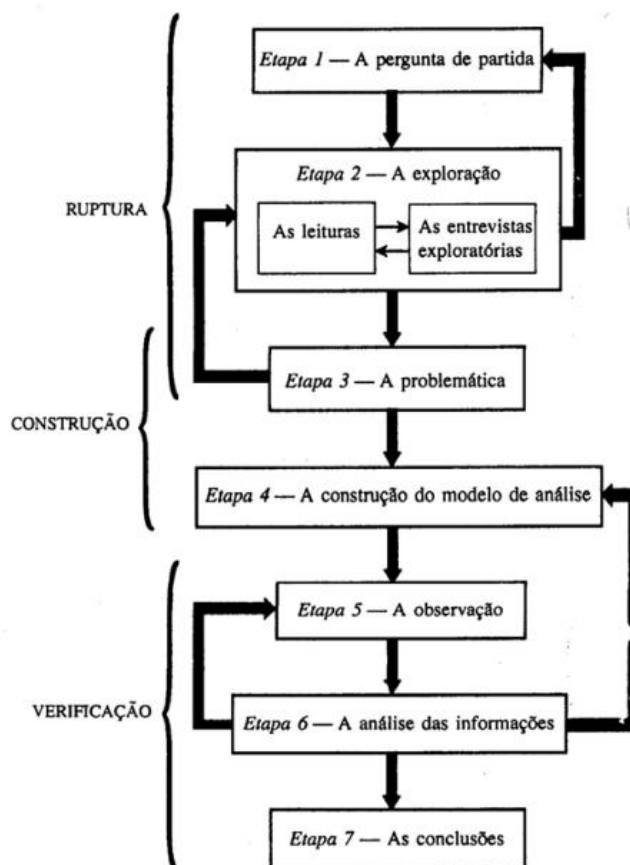 Etapa 1 — A pergunta de partida
Etapa 2 — A exploração
RUPTURA
As leituras
As entrevistas
exploratórias
Etapa 3 — A problemática
CONSTRUÇÃO
Etapa 4 — A construção do modelo de análise
Etapa 5 — A observação
VERIFICAÇÃO
Etapa 6 — A análise das informações
Etapa 7 — As conclusões